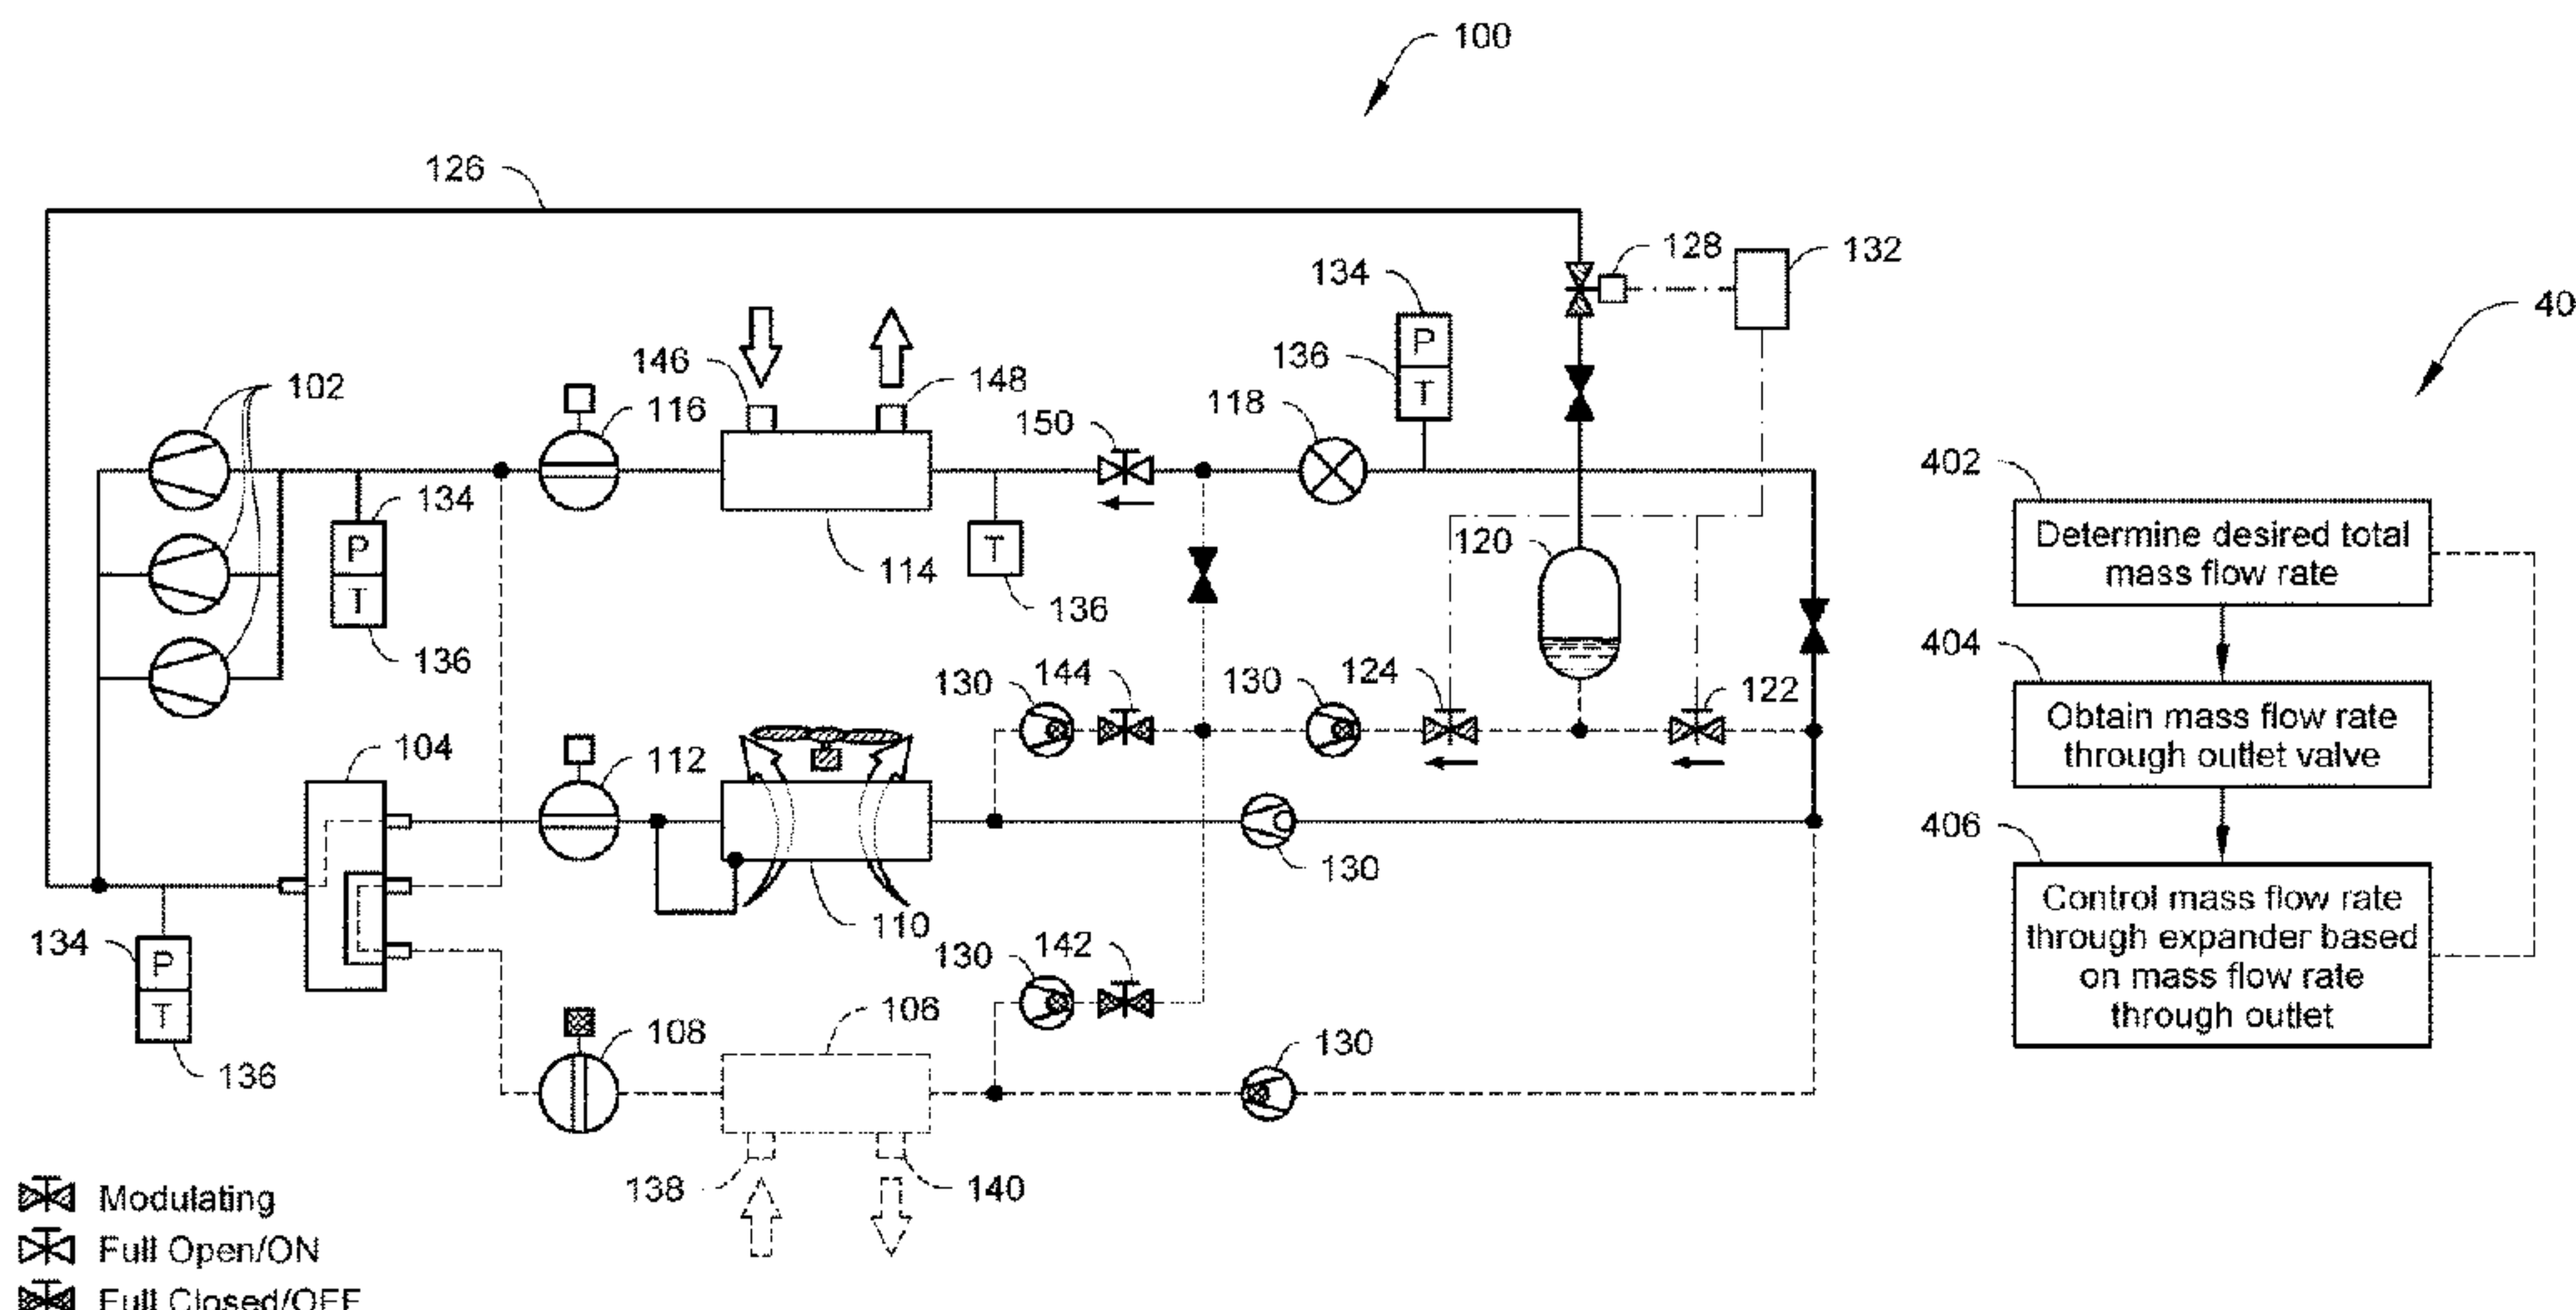 100
126
128
132
134
P
T
136
146
148
102
116
150
118
134
P
T
136
114
T
136
120
130
144
130
124
122
104
112
110
130
134
P
T
136
130
142
108
106
130
138
140
Modulating
Full Open/ON
Full Closed/OFF
40
402
Determine desired total
mass flow rate
404
Obtain mass flow rate
through outlet valve
406
Control mass flow rate
through expander based
on mass flow rate
through outlet